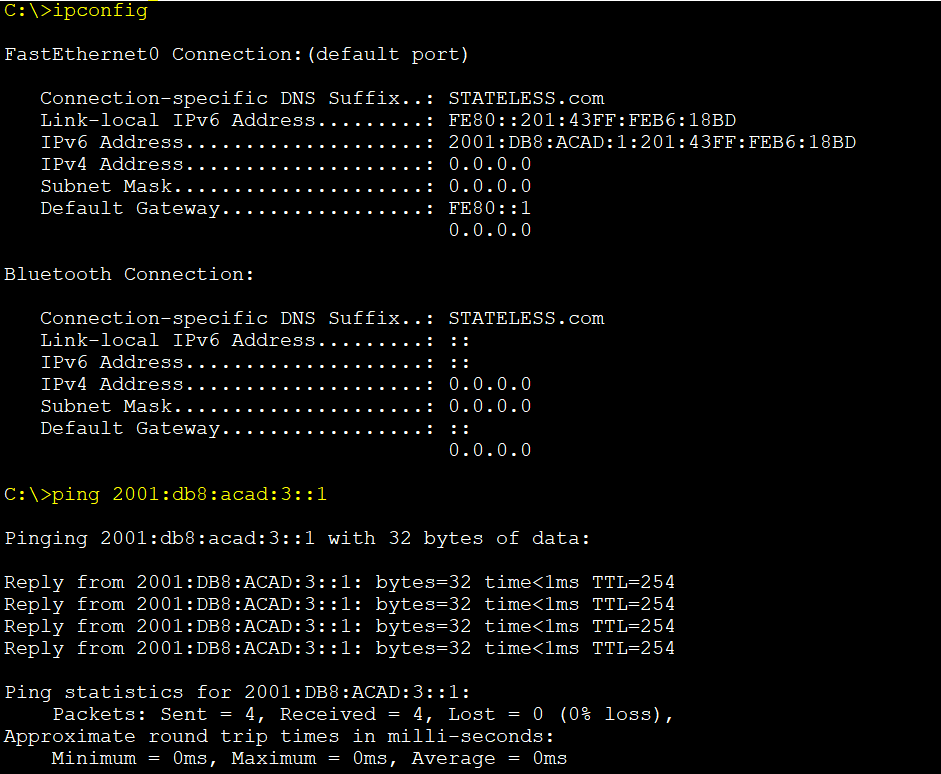 C:\>ipconfig
FastEthernet0 Connection:(default port)
Connection-specific DNS Suffix..: STATELESS.com
Link-local IPv6 Address.........: FE80::201:43FF:FEB6:18BD
IPv6 Address....................: 2001:DB8:ACAD:1:201:43FF:FEB6:18BD
IPv4 Address....................: 0.0.0.0
Subnet Mask.....................: 0.0.0.0
Default Gateway.................: FE80::1
0.0.0.0
Bluetooth Connection:
Connection-specific DNS Suffix..: STATELESS.com
Link-local IPv6 Address.........: ::
IPv6 Address....................: ::
IPv4 Address....................: 0.0.0.0
Subnet Mask.....................: 0.0.0.0
Default Gateway.................: ::
0.0.0.0
C:\>ping 2001:db8:acad:3::1
Pinging 2001:db8:acad:3::1 with 32 bytes of data:
Reply from 2001:DB8:ACAD:3::1: bytes=32 time<1ms TTL=254
Reply from 2001:DB8:ACAD:3::1: bytes=32 time<1ms TTL=254
Reply from 2001:DB8:ACAD:3::1: bytes=32 time<1ms TTL=254
Reply from 2001:DB8:ACAD:3::1: bytes=32 time<1ms TTL=254
Ping statistics for 2001:DB8:ACAD:3::1:
Packets: Sent = 4, Received = 4, Lost = 0 (0% loss),
Approximate round trip times in milli-seconds:
Minimum = 0ms, Maximum = 0ms, Average = 0ms